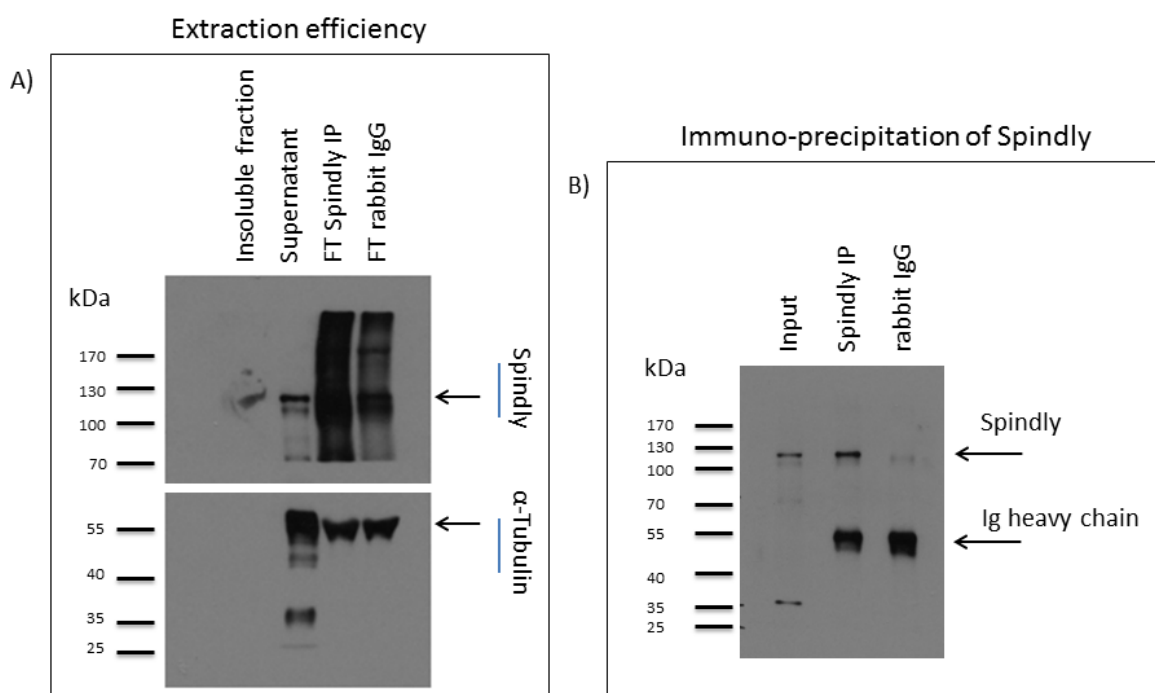 Extraction efficiency
A)
Insoluble fraction
Supernatant
FT Spindly IP
FT rabbit IgG
kDa
170
130
100
70
Spindly
55
40
35
25
α-Tubulin
Immuno-precipitation of Spindly
B)
Input
Spindly IP
rabbit IgG
kDa
170
130
100
70
55
40
35
25
Spindly
Ig heavy chain